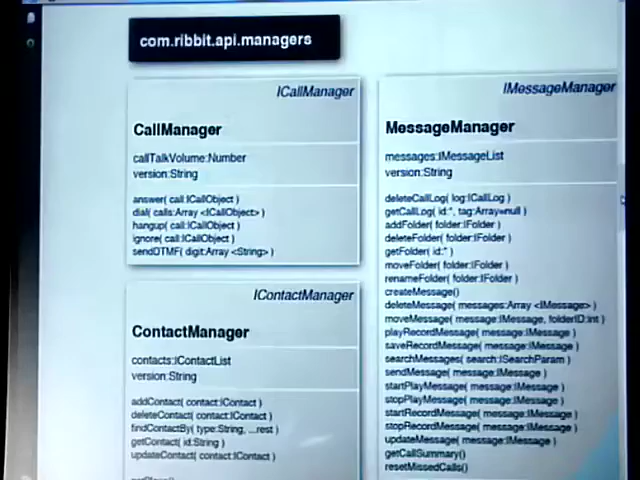 com.ribbit.api.managers
ICallManager
CallManager
callTalkVolume:Number
version:String
answer( call:ICallObject )
dial( calls:Array <ICallObject> )
hangup( call:ICallObject )
ignore( call:ICallObject )
sendDTMF( digit:Array <String> )
IContactManager
ContactManager
contacts:IContactList
version:String
addContact( contact:IContact )
deleteContact( contact:IContact )
findContactBy( type:String, ...rest )
getContact( id:String )
updateContact( contact:IContact )
IMessageManager
MessageManager
messages:IMessageList
version:String
deleteCallLog( log:ICallLog )
getCallLog( id:*, tag:Array=null )
addFolder( folder:IFolder )
deleteFolder( folder:IFolder )
getFolder( id:* )
moveFolder( folder:IFolder )
renameFolder( folder:IFolder )
createMessage()
deleteMessage( messages:Array <IMessage> )
moveMessage( message:IMessage, folderID:int )
playRecordMessage( message:IMessage )
saveRecordMessage( message:IMessage )
searchMessages( search:ISearchParam )
sendMessage( message:IMessage )
startPlayMessage( message:IMessage )
stopPlayMessage( message:IMessage )
startRecordMessage( message:IMessage )
stopRecordMessage( message:IMessage )
updateMessage( message:IMessage )
getCallSummary()
resetMissedCalls()